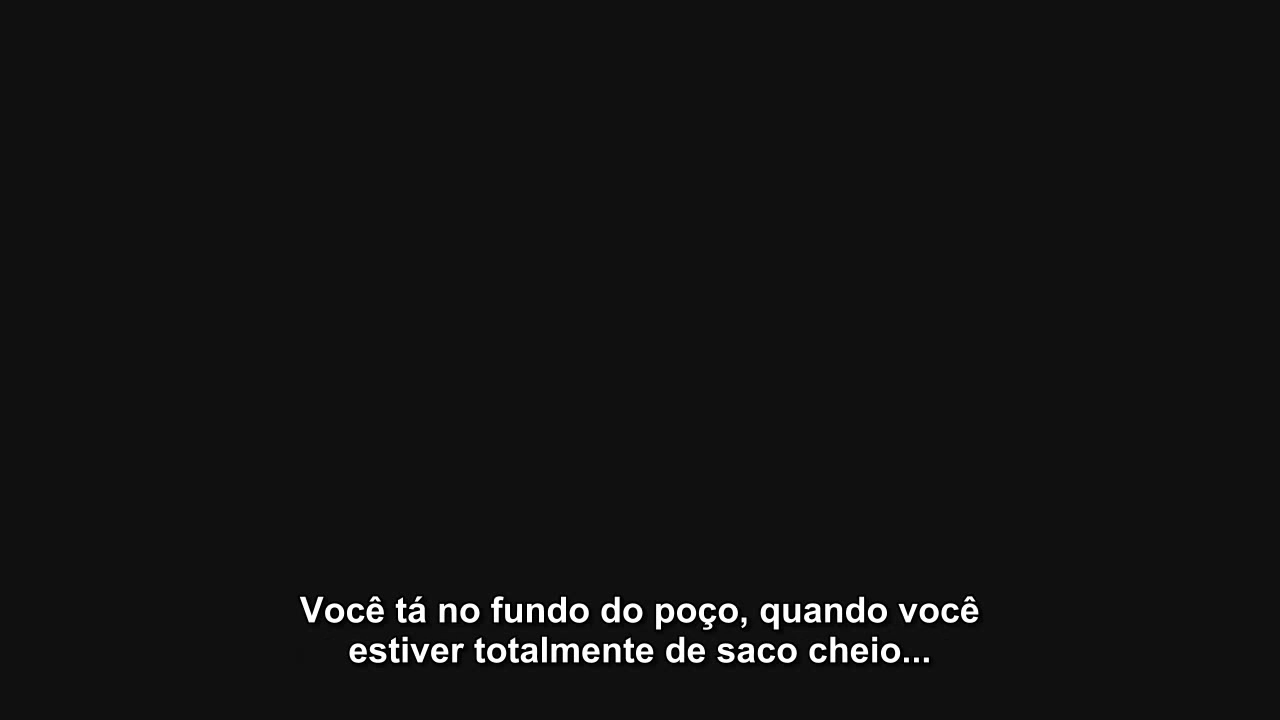 Você tá no fundo do poço, quando você
estiver totalmente de saco cheio...